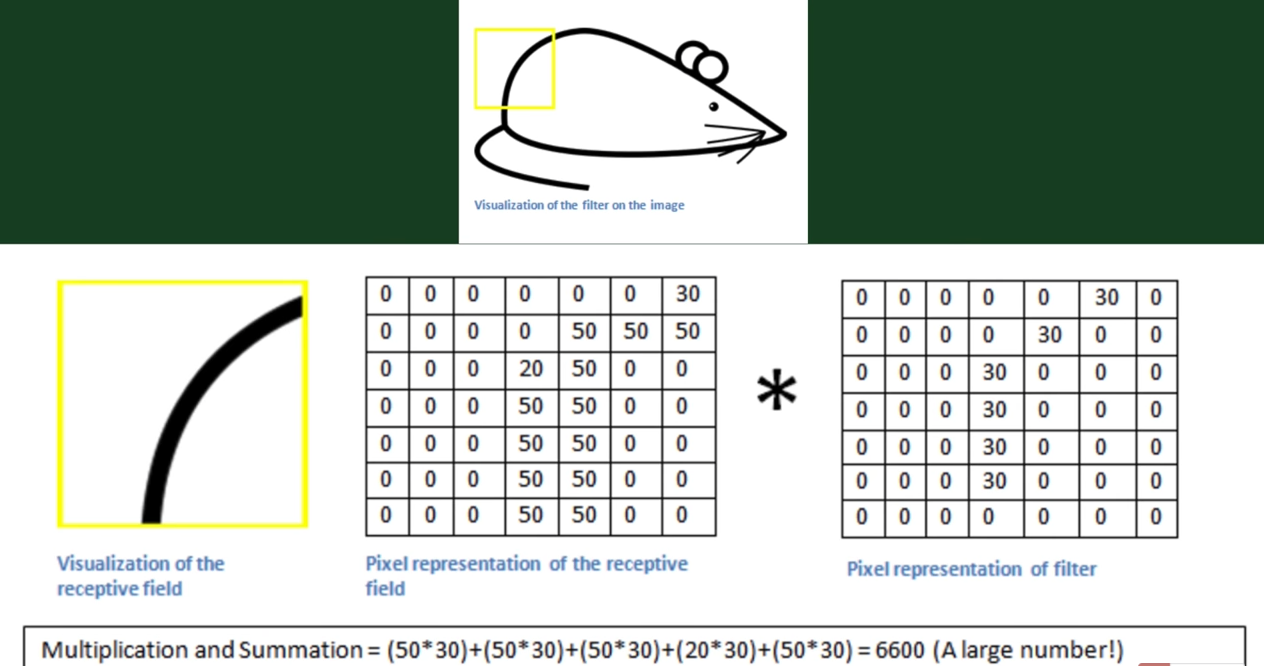 Visualization of the filter on the image
0 0 0 0 0 0 30
0 0 0 0 50 50 50
0 0 0 20 50 0 0
0 0 0 50 50 0 0
0 0 0 50 50 0 0
0 0 0 50 50 0 0
0 0 0 50 50 0 0
*
0 0 0 0 0 30 0
0 0 0 0 30 0 0
0 0 0 30 0 0 0
0 0 0 30 0 0 0
0 0 0 30 0 0 0
0 0 0 30 0 0 0
0 0 0 0 0 0 0
Visualization of the
receptive field
Pixel representation of the receptive
field
Pixel representation of filter
Multiplication and Summation = (50*30)+(50*30)+(50*30)+(20*30)+(50*30) = 6600 (A large number!)